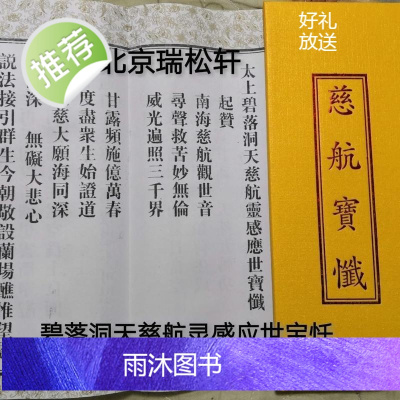 推荐
北京瑞松轩
好礼
放送
慈航寶懺
太上碧落洞天慈航靈感應世寶懺
起贊
南海慈航觀世音
尋聲救苦妙無倫
威光遍照三千界
甘露頻施億萬春
度盡衆生始證道
慈大願海同深
深 無礙大悲心
説法接引群生今朝敬設蘭場醮惟望
碧落洞天慈航灵感应世宝忏
雨沐图书